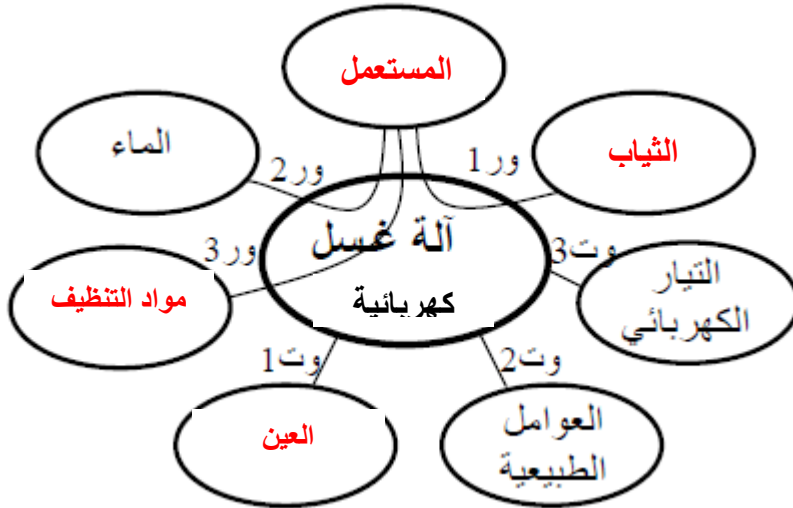 المستعمل
الثياب
الماء
ور1
ور2
آلة غسل
كهربائية
ور3
وت3
التيار
الكهربائي
مواد التنظيف
وت1
وت2
العين
العوامل
الطبيعية